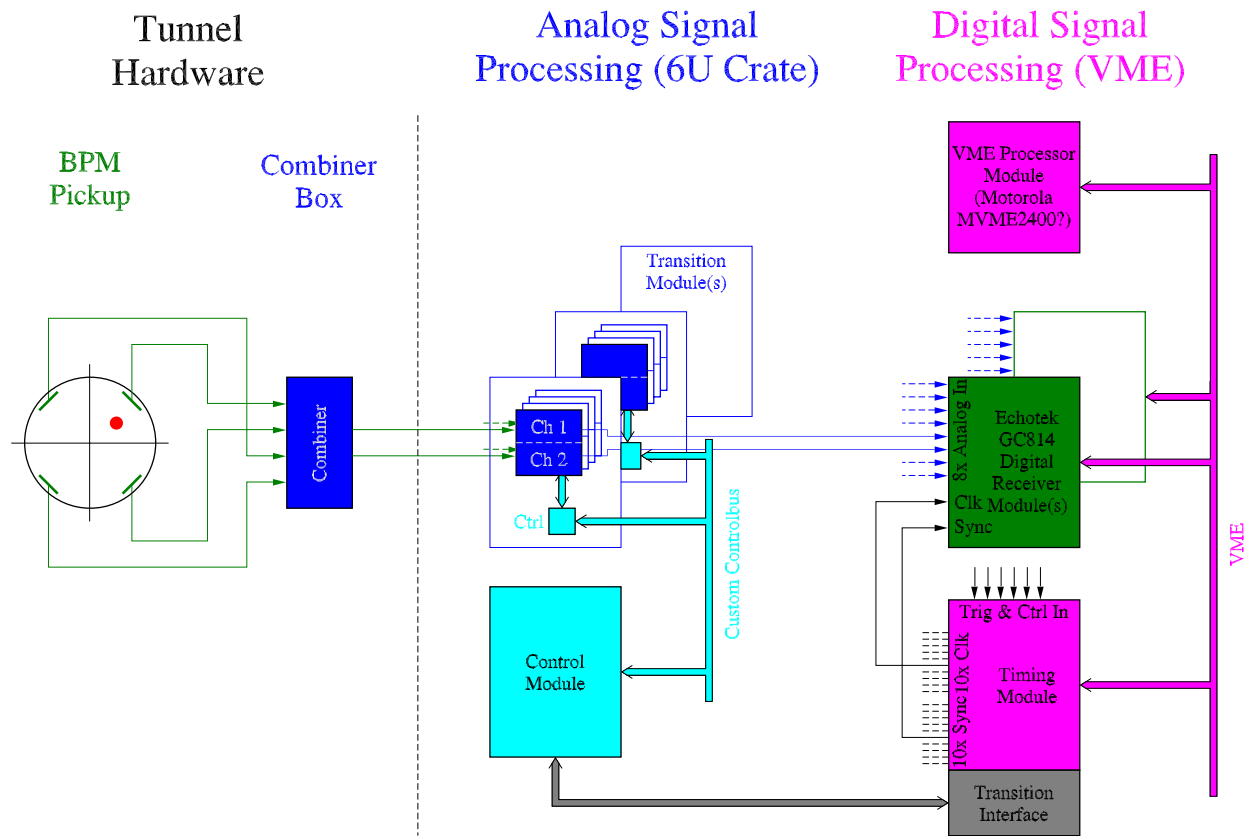 Tunnel
Hardware
Analog Signal
Processing (6U Crate)
Digital Signal
Processing (VME)
BPM
Pickup
Combiner
Box
VME Processor
Module
(Motorola
MVME2400?)
Transition
Module(s)
Combiner
Ch 1
Ch 2
Ctrl
Custom Controlbus
Control
Module
8x Analog In
Echotek
GC814
Digital
Receiver
Module(s)
Clk
Sync
VME
Trig & Ctrl In
10x Clk
10x Sync
Timing
Module
Transition
Interface